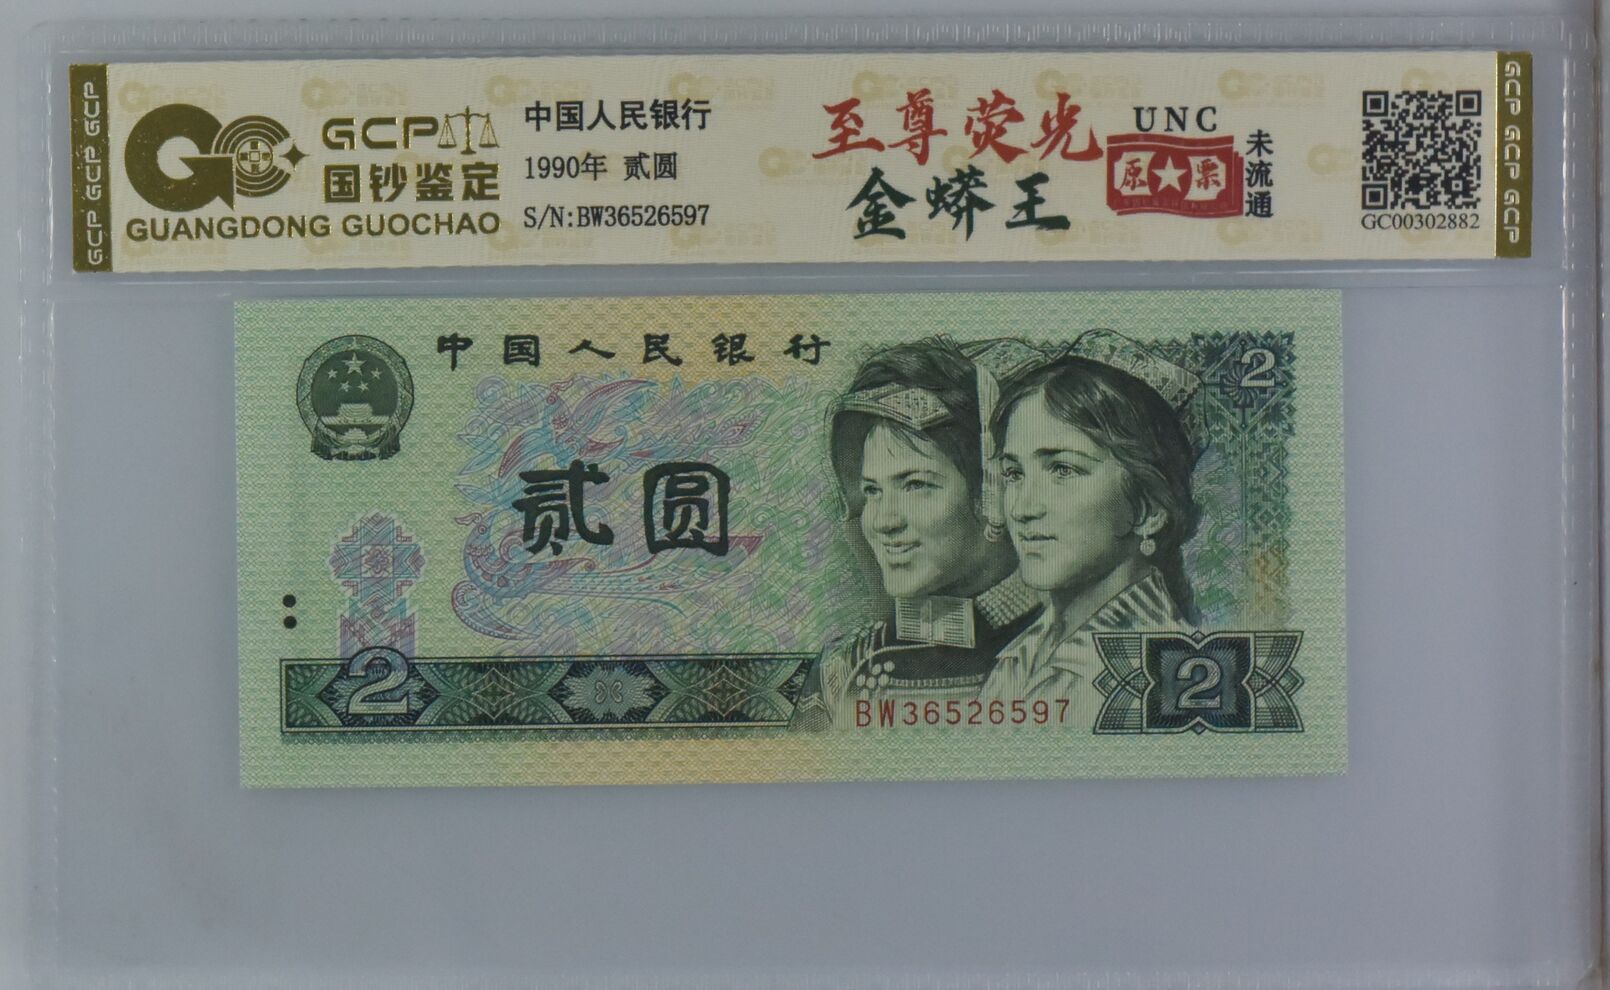 GCP GCP GCP
GCP
国钞鉴定
GUANGDONG GUOCHAO
中国人民银行
1990年 贰圆
S/N:BW36526597
至尊荧光
金蟒王
UNC
原票
未流通
GC00302882
GCP GCP GCP
中国人民银行
2
贰圆
2
BW36526597
2